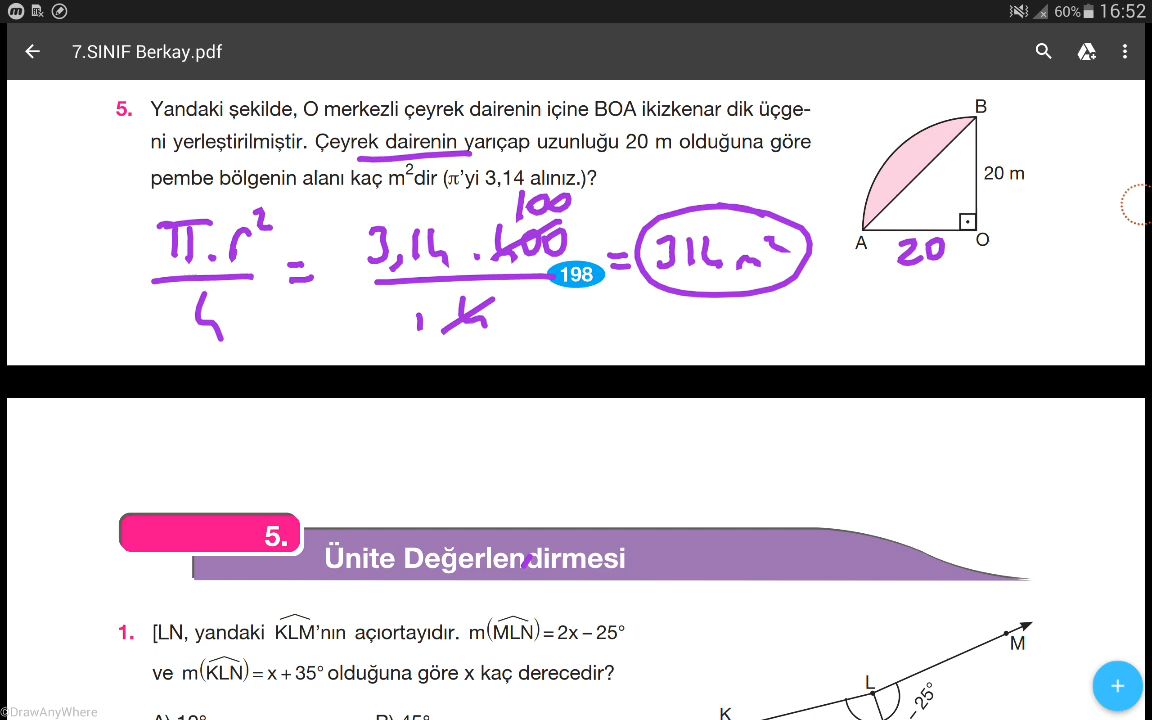 60% 16:52
7.SINIF Berkay.pdf
5. Yandaki şekilde, O merkezli çeyrek dairenin içine BOA ikizkenar dik üçge-
ni yerleştirilmiştir. Çeyrek dairenin yarıçap uzunluğu 20 m olduğuna göre
pembe bölgenin alanı kaç m²dir (π'yi 3,14 alınız.)?
B
20 m
A 20 O
π.r² / 4 = 3,14 . 400 / 4 = 314 m²
100
1
198
5.
Ünite Değerlendirmesi
1. [LN, yandaki KLM'nın açıortayıdır. m(MLN) = 2x – 25°
ve m(KLN) = x + 35° olduğuna göre x kaç derecedir?
M
L
– 25°
K
©DrawAnyWhere